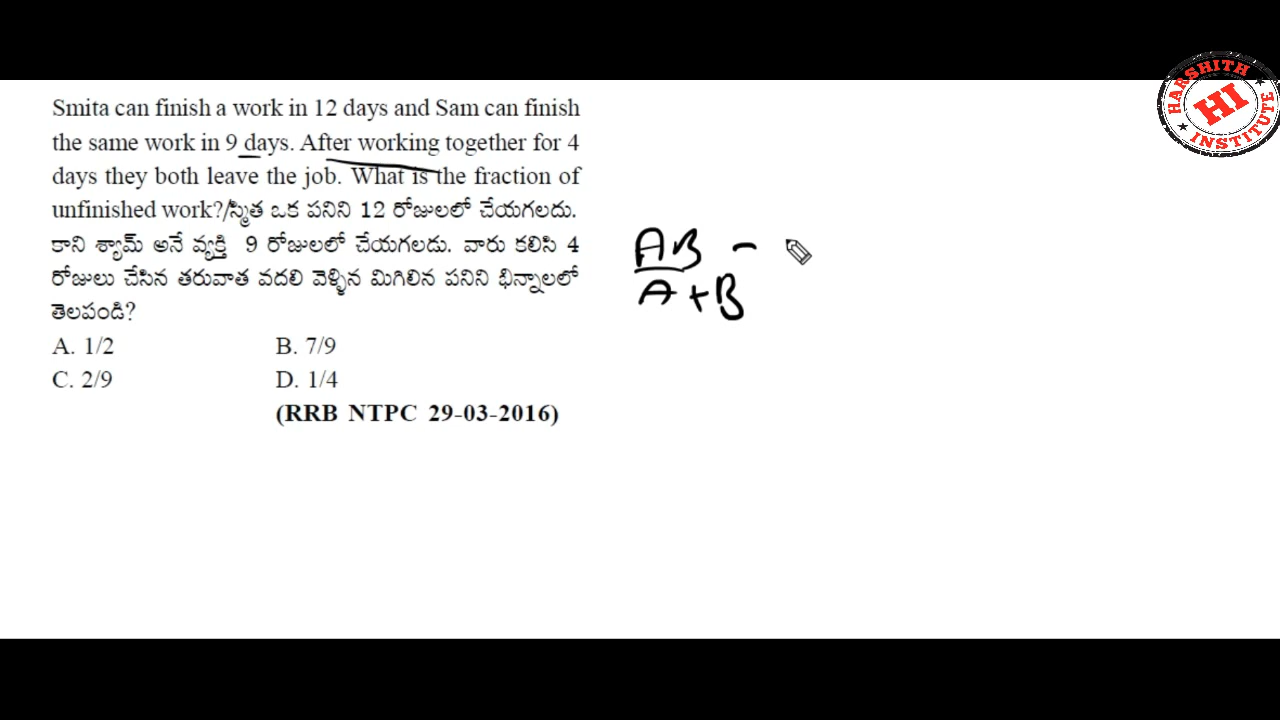 Smita can finish a work in 12 days and Sam can finish
the same work in 9 days. After working together for 4
days they both leave the job. What is the fraction of
unfinished work?/స్మిత ఒక పనిని 12 రోజులలో చేయగలదు.
కాని శ్యామ్ అనే వ్యక్తి 9 రోజులలో చేయగలడు. వారు కలిసి 4
రోజులు చేసిన తరువాత వదలి వెళ్ళిన మిగిలిన పనిని భిన్నాలలో
తెలపండి?
A. 1/2 B. 7/9
C. 2/9 D. 1/4
(RRB NTPC 29-03-2016)
AB -
A+B
HARSHITH
HI
INSTITUTE